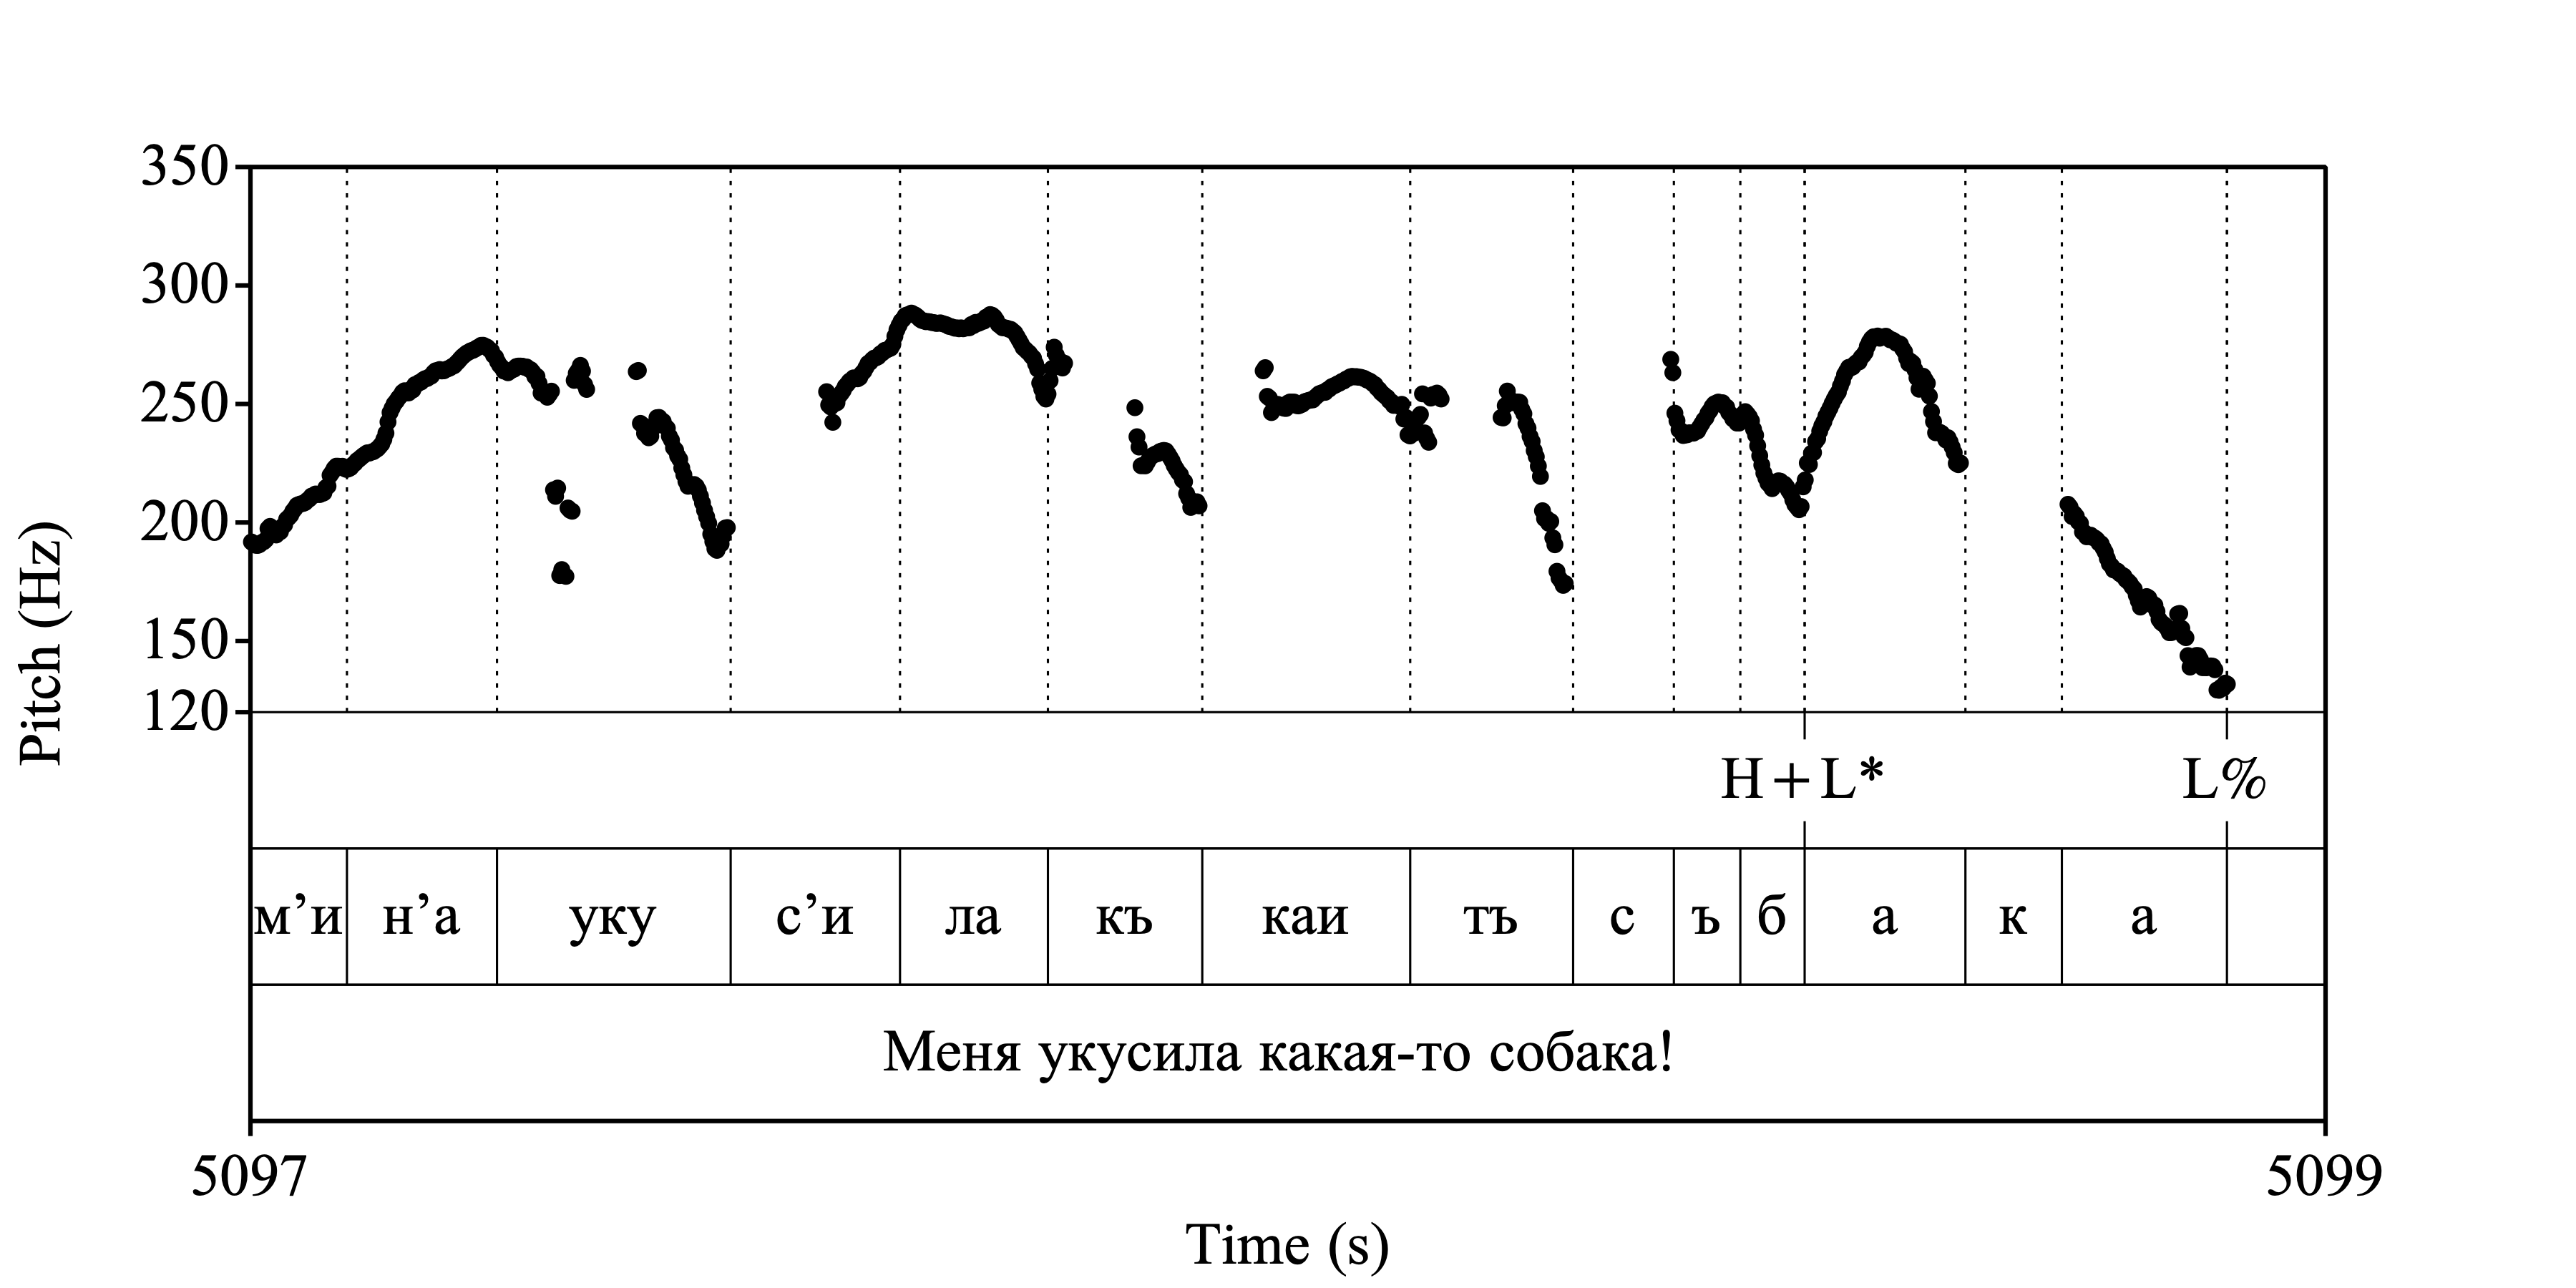 350
300
250
200
150
120
Pitch (Hz)
H+L* L%
м’и н’а уку с’и ла къ каи тъ с ъ б а к а
Меня укусила какая-то собака!
5097 5099
Time (s)